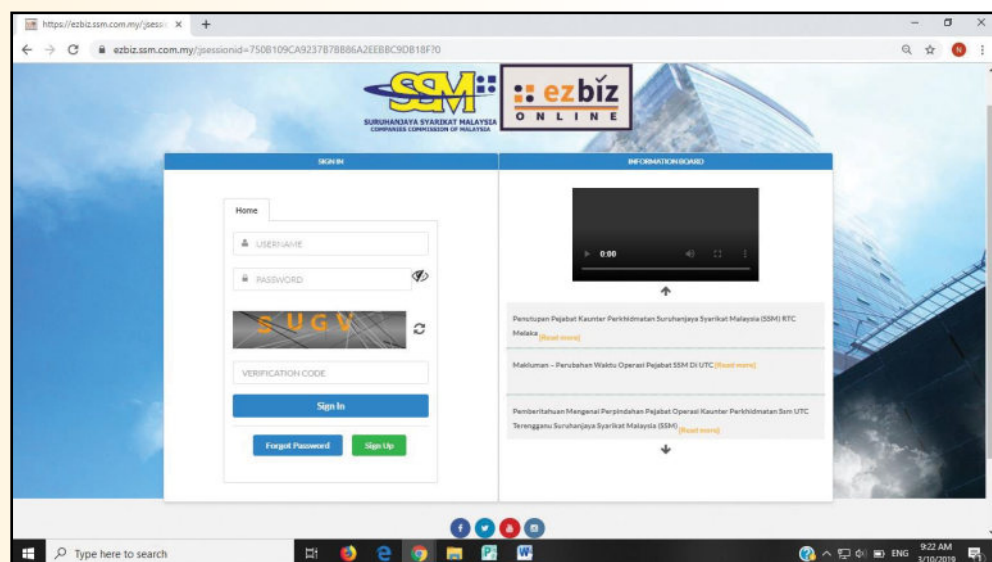 https://ezbiz.ssm.com.my/jsessi
ezbiz.ssm.com.my/jsessionid=750B109CA9237B78B86A2EEBBC9DB18F?0
N
SSM
SURUHANJAYA SYARIKAT MALAYSIA
COMPANIES COMMISSION OF MALAYSIA
ezbiz
ONLINE
SIGN IN
Home
USERNAME
PASSWORD
SUGV
VERIFICATION CODE
Sign In
Forgot Password
Sign Up
INFORMATION BOARD
0:00
Penutupan Pejabat Kaunter Perkhidmatan Suruhanjaya Syarikat Malaysia (SSM) RTC
Melaka [Read more]
Makluman – Perubahan Waktu Operasi Pejabat SSM Di UTC [Read more]
Pemberitahuan Mengenai Perpindahan Pejabat Operasi Kaunter Perkhidmatan Ssm UTC
Terengganu Suruhanjaya Syarikat Malaysia (SSM) [Read more]
Type here to search
ENG
9:22 AM
3/10/2019